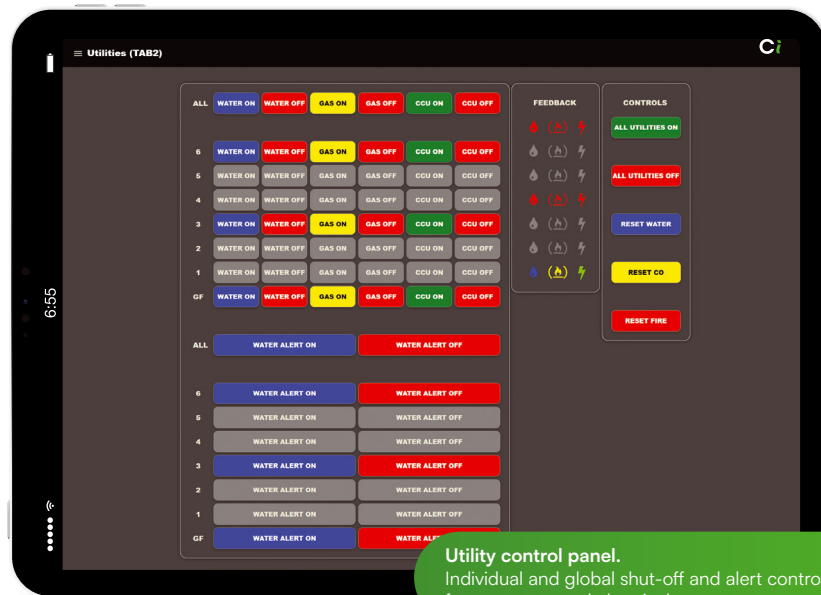 Ci
≡ Utilities (TAB2)
ALL WATER ON WATER OFF GAS ON GAS OFF CCU ON CCU OFF
6 WATER ON WATER OFF GAS ON GAS OFF CCU ON CCU OFF
5 WATER ON WATER OFF GAS ON GAS OFF CCU ON CCU OFF
4 WATER ON WATER OFF GAS ON GAS OFF CCU ON CCU OFF
3 WATER ON WATER OFF GAS ON GAS OFF CCU ON CCU OFF
2 WATER ON WATER OFF GAS ON GAS OFF CCU ON CCU OFF
1 WATER ON WATER OFF GAS ON GAS OFF CCU ON CCU OFF
GF WATER ON WATER OFF GAS ON GAS OFF CCU ON CCU OFF
ALL WATER ALERT ON WATER ALERT OFF
6 WATER ALERT ON WATER ALERT OFF
5 WATER ALERT ON WATER ALERT OFF
4 WATER ALERT ON WATER ALERT OFF
3 WATER ALERT ON WATER ALERT OFF
2 WATER ALERT ON WATER ALERT OFF
1 WATER ALERT ON WATER ALERT OFF
GF WATER ALERT ON WATER
FEEDBACK
CONTROLS
ALL UTILITIES ON
ALL UTILITIES OFF
RESET WATER
RESET CO
RESET FIRE
6:55
Utility control panel.
Individual and global shut-off and alert